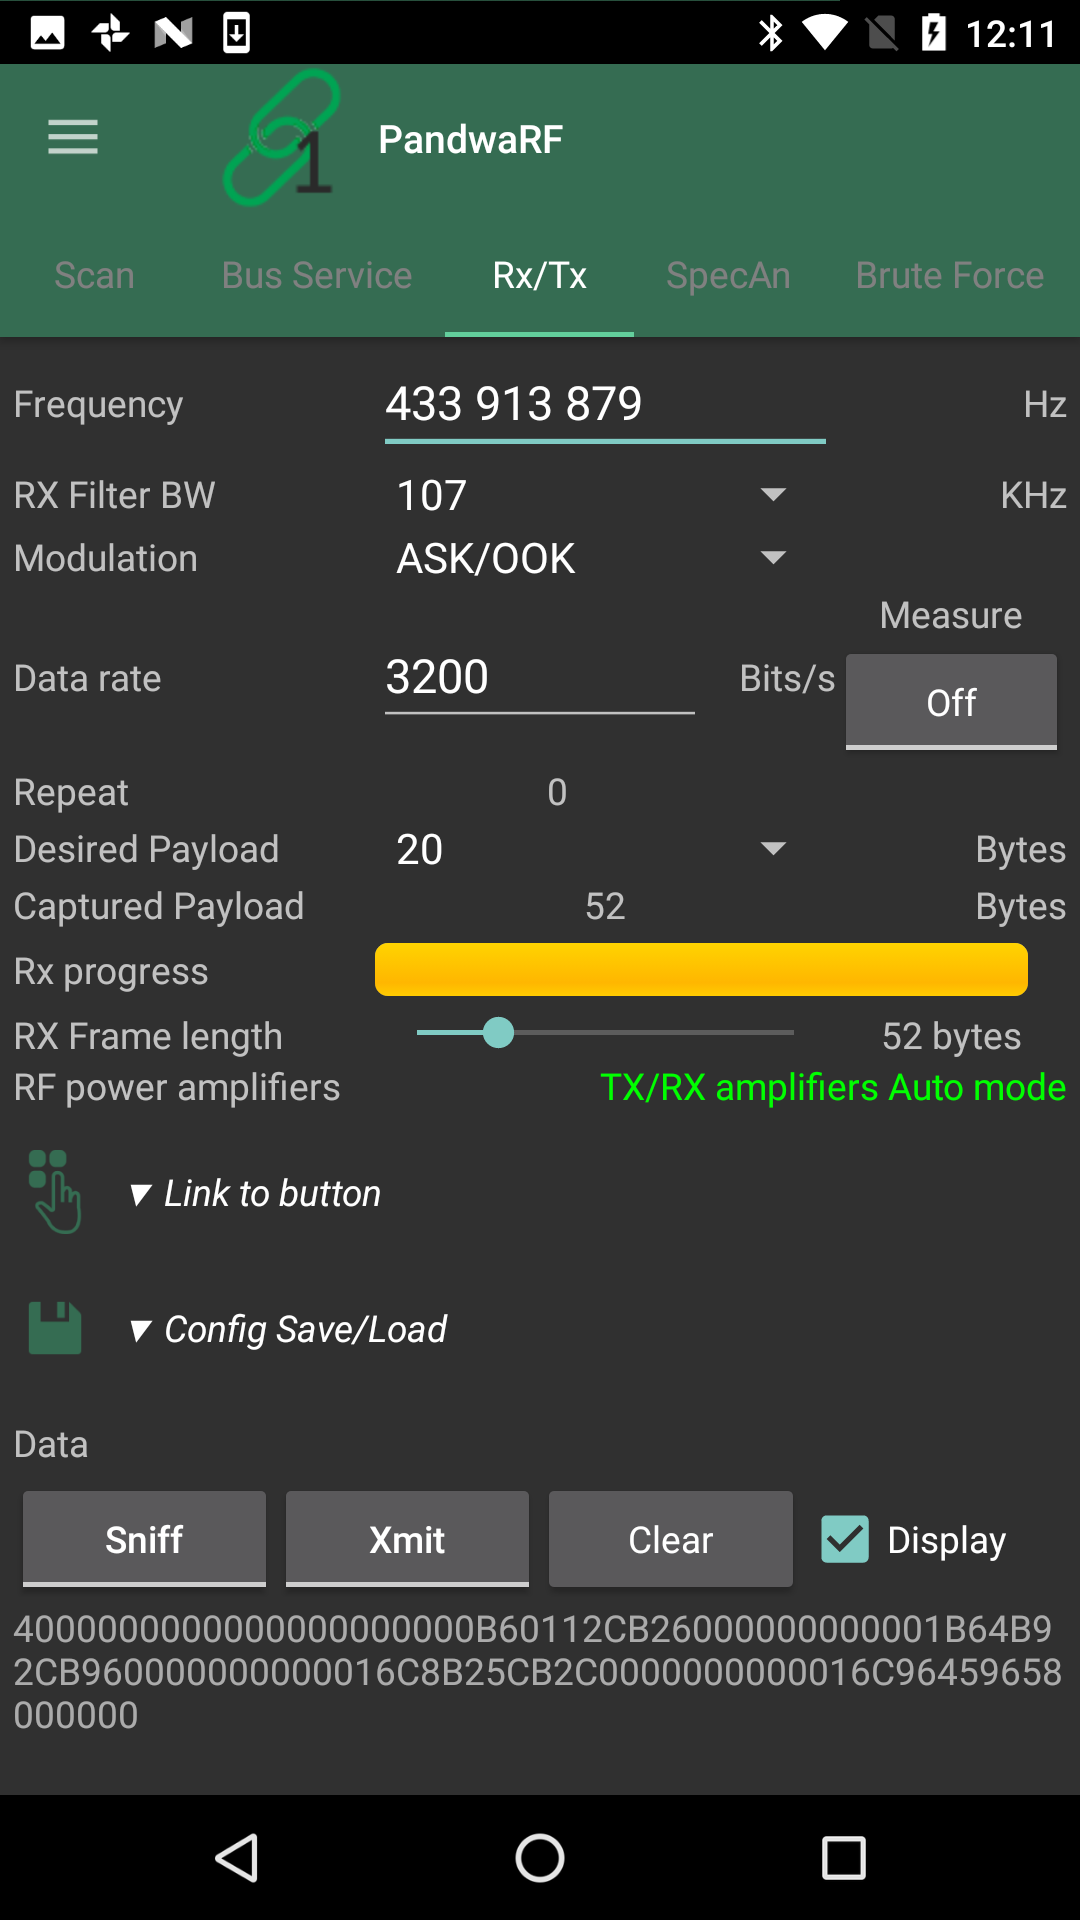 12:11
1
PandwaRF
Scan Bus Service Rx/Tx SpecAn Brute Force
Frequency 433 913 879 Hz
RX Filter BW 107 KHz
Modulation ASK/OOK
Measure
Data rate 3200 Bits/s Off
Repeat 0
Desired Payload 20 Bytes
Captured Payload 52 Bytes
Rx progress
RX Frame length 52 bytes
RF power amplifiers TX/RX amplifiers Auto mode
Link to button
Config Save/Load
Data
Sniff Xmit Clear Display
4000000000000000000000B60112CB26000000000001B64B9
2CB9600000000000016C8B25CB2C0000000000016C96459658
000000